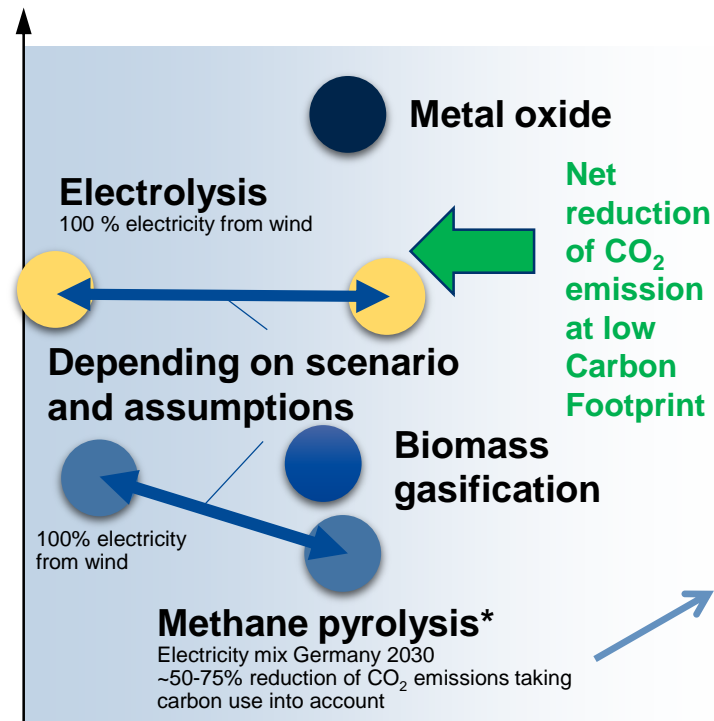 Metal oxide
Electrolysis
100 % electricity from wind
Net
reduction
of CO₂
emission
at low
Carbon
Footprint
Depending on scenario
and assumptions
Biomass
gasification
100% electricity
from wind
Methane pyrolysis*
Electricity mix Germany 2030
~50-75% reduction of CO₂ emissions taking
carbon use into account